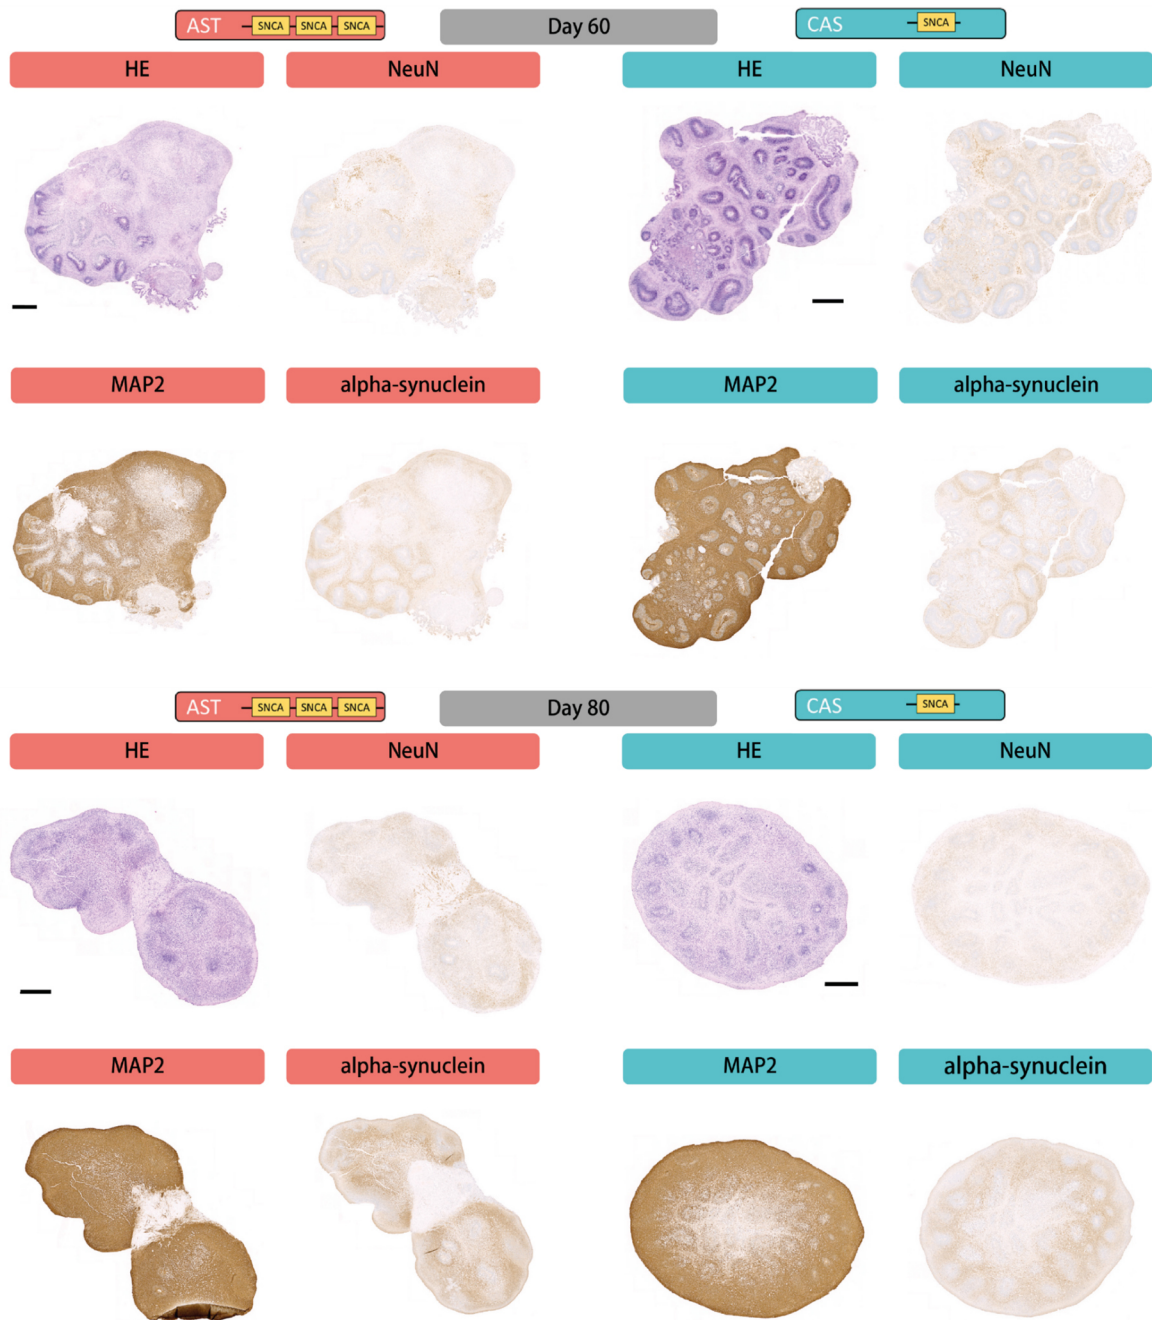 AST SNCA SNCA SNCA Day 60 CAS SNCA
HE NeuN HE NeuN
MAP2 alpha-synuclein MAP2 alpha-synuclein
AST SNCA SNCA SNCA Day 80 CAS SNCA
HE NeuN HE NeuN
MAP2 alpha-synuclein MAP2 alpha-synuclein